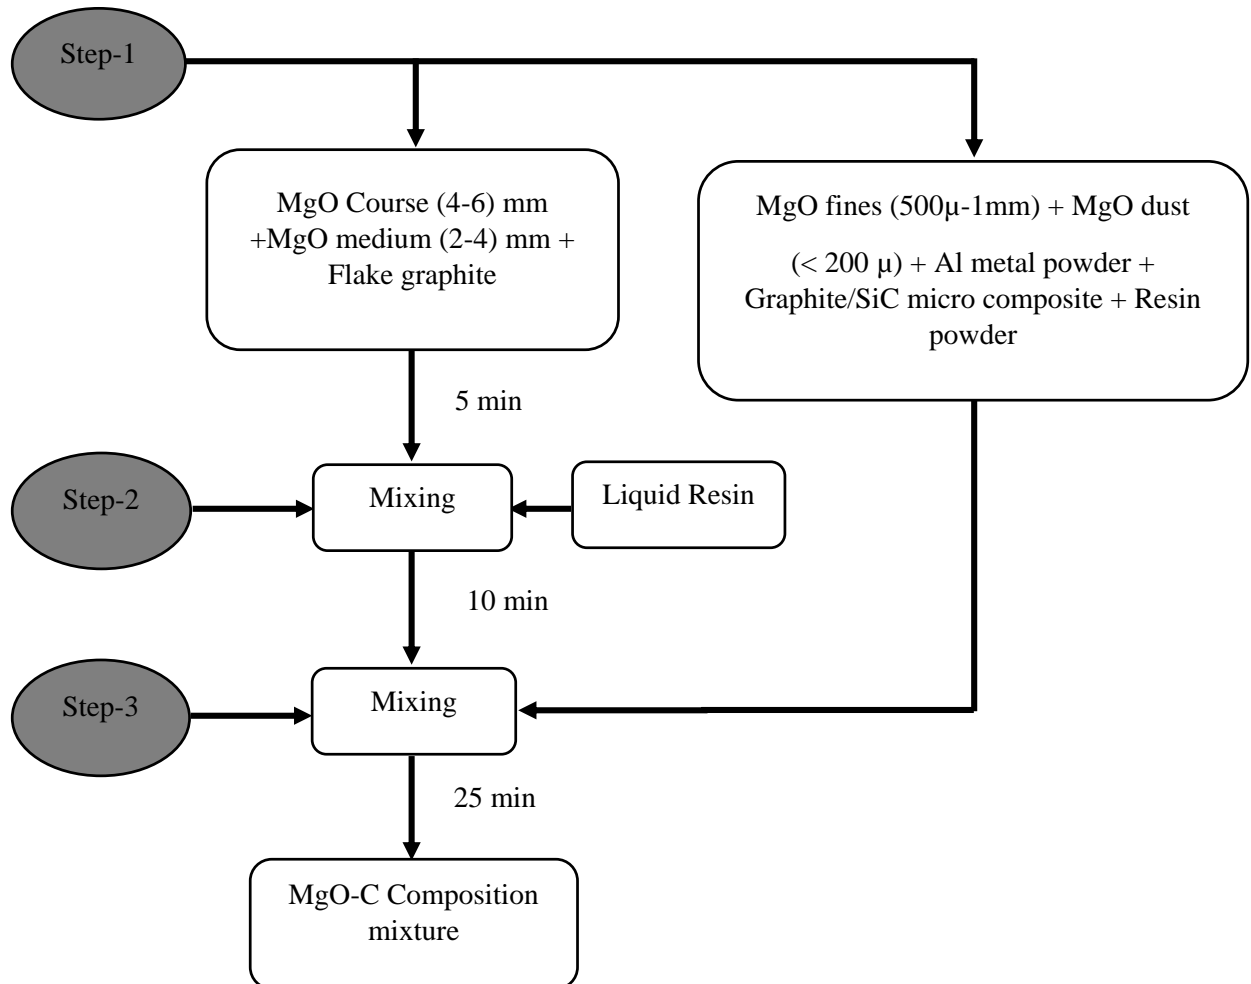 Step-1
MgO Course (4-6) mm
+MgO medium (2-4) mm +
Flake graphite
MgO fines (500µ-1mm) + MgO dust
(< 200 µ) + Al metal powder +
Graphite/SiC micro composite + Resin
powder
5 min
Step-2
Mixing
Liquid Resin
10 min
Step-3
Mixing
25 min
MgO-C Composition
mixture